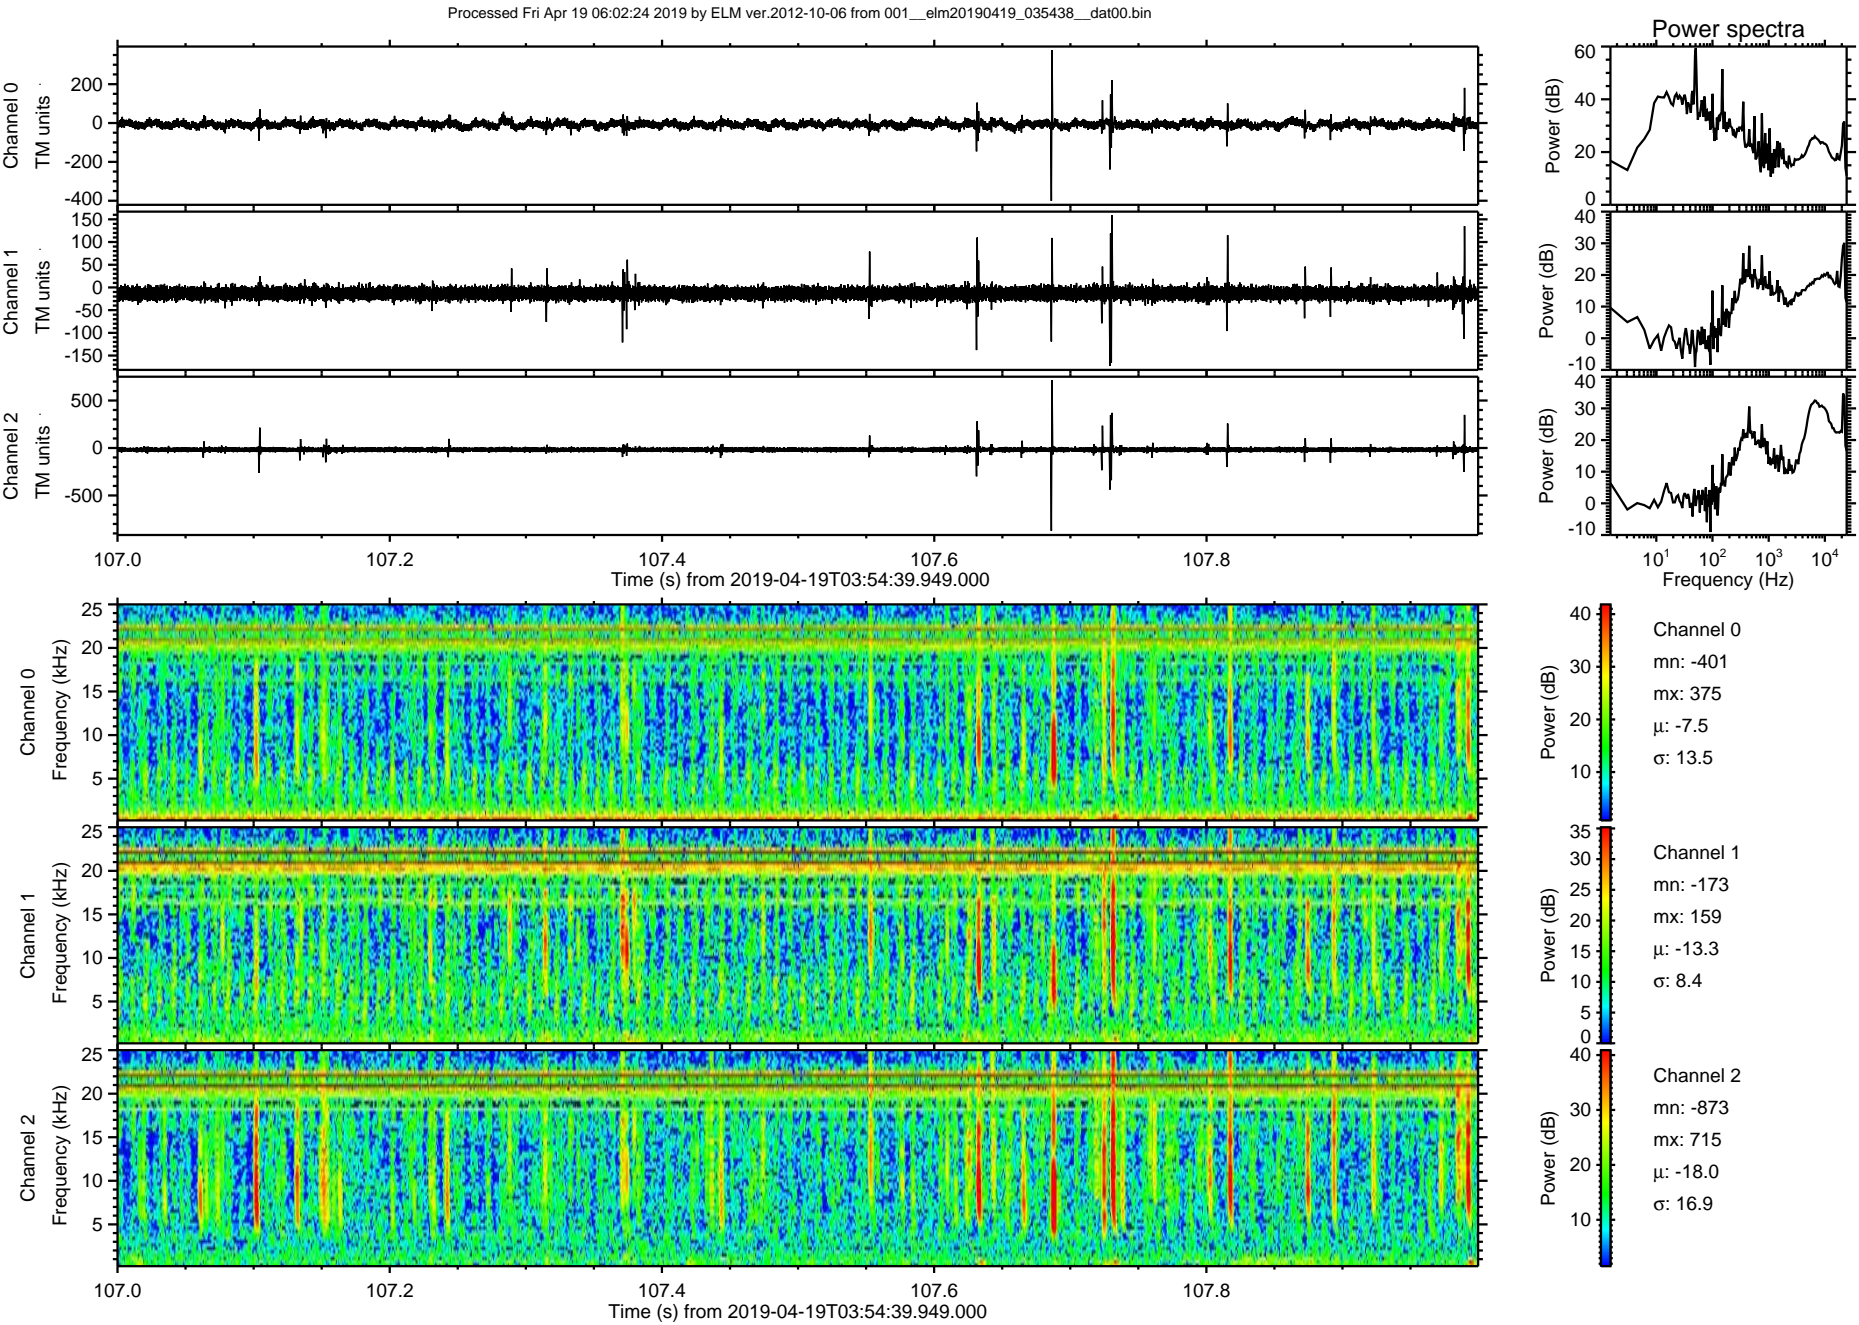 Processed Fri Apr 19 06:02:24 2019 by ELM ver.2012-10-06 from 001__elm20190419_035438__dat00.bin
Power spectra
Channel 0
TM units
200
0
-200
-400
Power (dB)
60
40
20
0
Channel 1
TM units
150
100
50
0
-50
-100
-150
Power (dB)
40
30
20
10
0
-10
Channel 2
TM units
500
0
-500
Power (dB)
40
30
20
10
0
-10
107.0 107.2 107.4 107.6 107.8
Time (s) from 2019-04-19T03:54:39.949.000
10¹ 10² 10³ 10⁴
Frequency (Hz)
Channel 0
Frequency (kHz)
25
20
15
10
5
Power (dB)
40
30
20
10
Channel 0
mn: -401
mx: 375
μ: -7.5
σ: 13.5
Channel 1
Frequency (kHz)
25
20
15
10
5
Power (dB)
35
30
25
20
15
10
5
0
Channel 1
mn: -173
mx: 159
μ: -13.3
σ: 8.4
Channel 2
Frequency (kHz)
25
20
15
10
5
Power (dB)
40
30
20
10
Channel 2
mn: -873
mx: 715
μ: -18.0
σ: 16.9
107.0 107.2 107.4 107.6 107.8
Time (s) from 2019-04-19T03:54:39.949.000